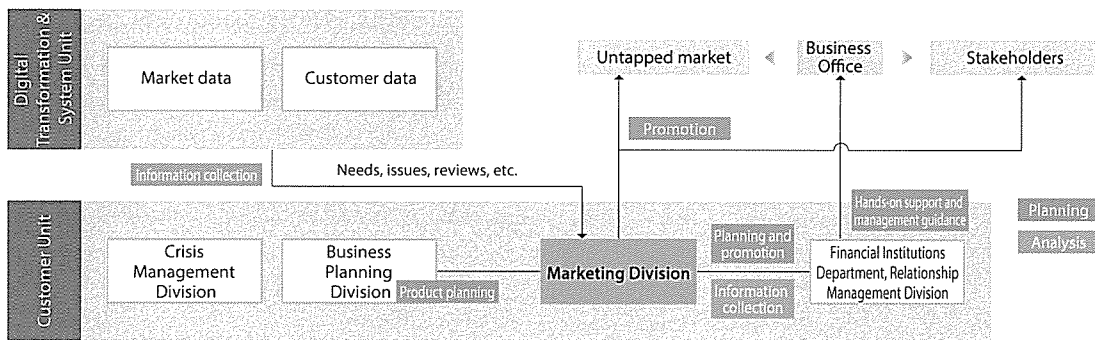 Digital
Transformation &
System Unit
Market data
Customer data
Untapped market
Business
Office
Stakeholders
Promotion
Information collection
Needs, issues, reviews, etc.
Hands-on support and
management guidance
Planning
Analysis
Customer Unit
Crisis
Management
Division
Business
Planning
Division
Product planning
Marketing Division
Planning and
promotion
Information
collection
Financial Institutions
Department, Relationship
Management Division